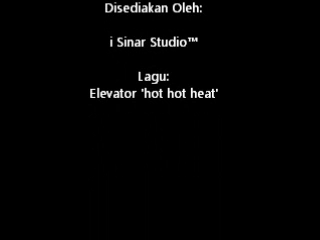 Disediakan Oleh:
i Sinar Studio™
Lagu:
Elevator 'hot hot heat'